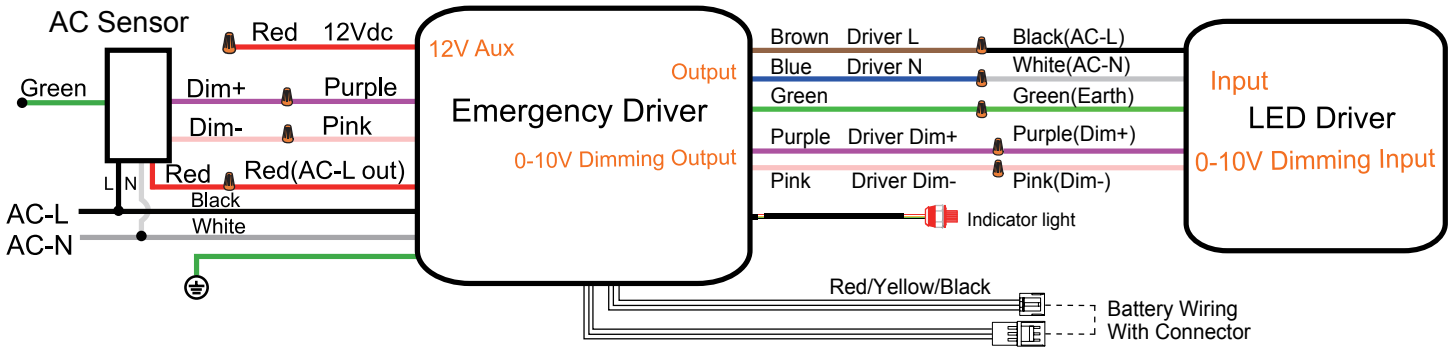 AC Sensor
Red 12Vdc
Green
Dim+ Purple
Dim- Pink
Red Red(AC-L out)
L N
Black
AC-L
White
AC-N
12V Aux
Output
Emergency Driver
0-10V Dimming Output
Brown Driver L Black(AC-L)
Blue Driver N White(AC-N)
Green Green(Earth)
Purple Driver Dim+ Purple(Dim+)
Pink Driver Dim- Pink(Dim-)
Indicator light
Input
LED Driver
0-10V Dimming Input
Red/Yellow/Black
Battery Wiring
With Connector